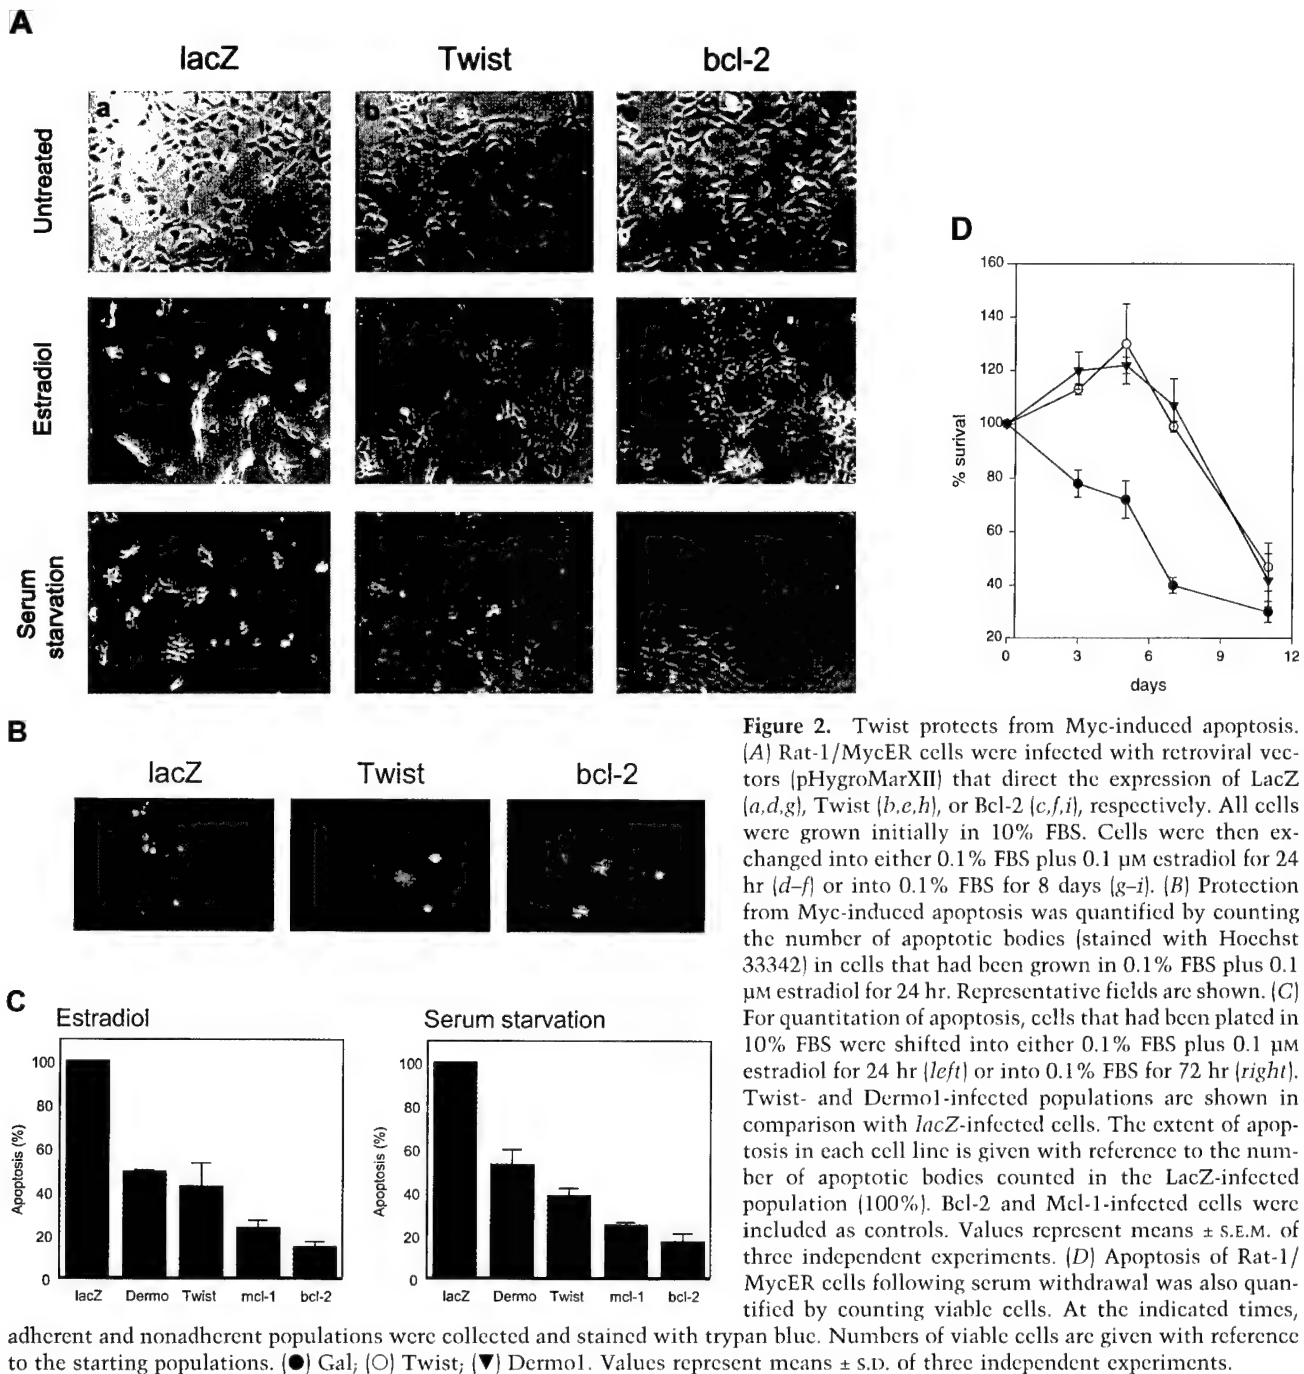 A
lacZ Twist bcl-2
Untreated
a
b
Estradiol
Serum
starvation
D
160
140
120
100
80
60
40
20
0 3 6 9 12
% surival
days
B
lacZ Twist bcl-2
C
Estradiol
Apoptosis (%)
100
80
60
40
20
0
lacZ Dermo Twist mcl-1 bcl-2
Serum starvation
Apoptosis (%)
100
80
60
40
20
0
lacZ Dermo Twist mcl-1 bcl-2
Figure 2. Twist protects from Myc-induced apoptosis.
(A) Rat-1/MycER cells were infected with retroviral vec-
tors (pHygroMarXII) that direct the expression of LacZ
(a,d,g), Twist (b,e,h), or Bcl-2 (c,f,i), respectively. All cells
were grown initially in 10% FBS. Cells were then ex-
changed into either 0.1% FBS plus 0.1 μM estradiol for 24
hr (d–f) or into 0.1% FBS for 8 days (g–i). (B) Protection
from Myc-induced apoptosis was quantified by counting
the number of apoptotic bodies (stained with Hoechst
33342) in cells that had been grown in 0.1% FBS plus 0.1
μM estradiol for 24 hr. Representative fields are shown. (C)
For quantitation of apoptosis, cells that had been plated in
10% FBS were shifted into either 0.1% FBS plus 0.1 μM
estradiol for 24 hr (left) or into 0.1% FBS for 72 hr (right).
Twist- and Dermo1-infected populations are shown in
comparison with lacZ-infected cells. The extent of apop-
tosis in each cell line is given with reference to the num-
ber of apoptotic bodies counted in the LacZ-infected
population (100%). Bcl-2 and Mcl-1-infected cells were
included as controls. Values represent means ± S.E.M. of
three independent experiments. (D) Apoptosis of Rat-1/
MycER cells following serum withdrawal was also quan-
tified by counting viable cells. At the indicated times,
adherent and nonadherent populations were collected and stained with trypan blue. Numbers of viable cells are given with reference
to the starting populations. (●) Gal; (○) Twist; (▼) Dermo1. Values represent means ± S.D. of three independent experiments.